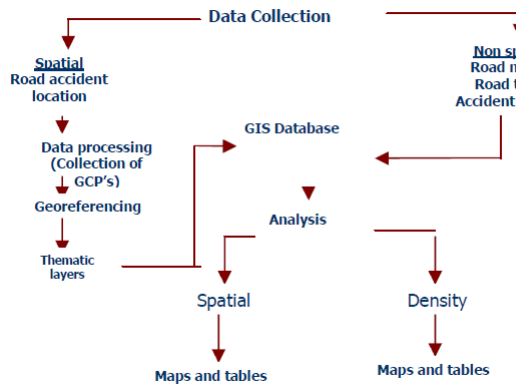 Data Collection
Spatial
Road accident
location
Non
Road
Road
Accident
GIS Database
Data processing
(Collection of
GCP's)
Georeferencing
Analysis
Thematic
layers
Spatial
Density
Maps and tables
Maps and tables